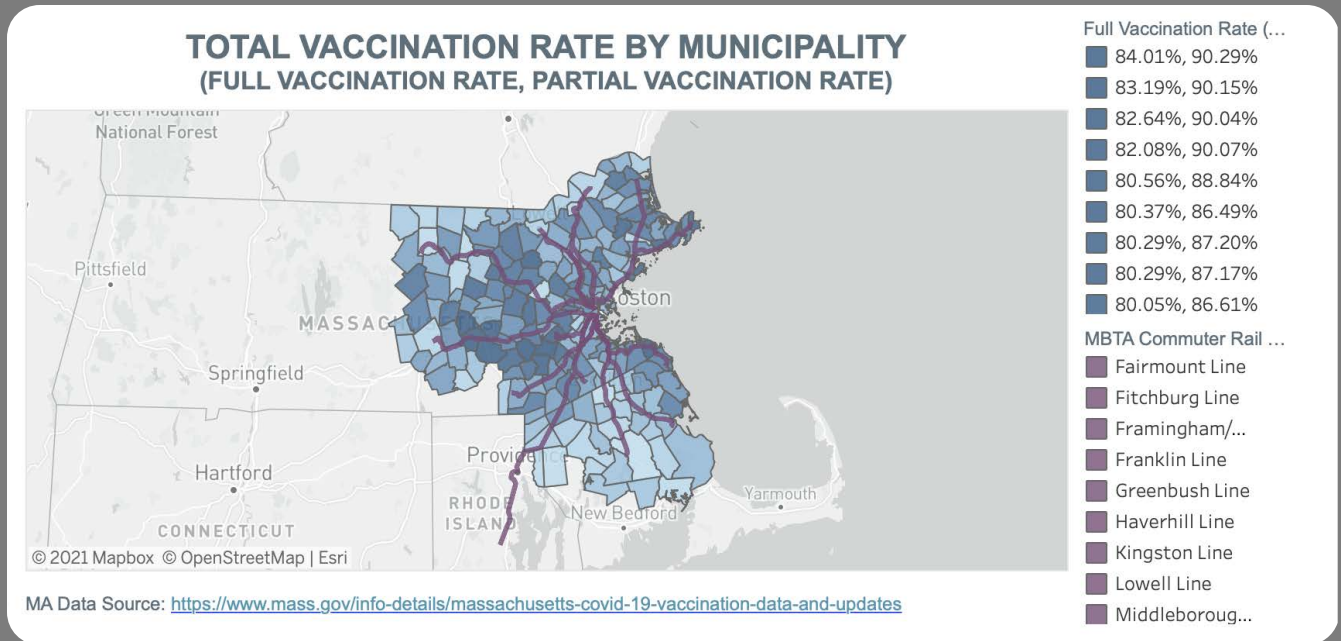 TOTAL VACCINATION RATE BY MUNICIPALITY
(FULL VACCINATION RATE, PARTIAL VACCINATION RATE)
Green Mountain
National Forest
Pittsfield
MASSAC
Springfield
Boston
Hartford
CONNECTICUT
Providence
RHODE
ISLAND
New Bedford
Yarmouth
© 2021 Mapbox © OpenStreetMap | Esri
MA Data Source: https://www.mass.gov/info-details/massachusetts-covid-19-vaccination-data-and-updates
Full Vaccination Rate (...
84.01%, 90.29%
83.19%, 90.15%
82.64%, 90.04%
82.08%, 90.07%
80.56%, 88.84%
80.37%, 86.49%
80.29%, 87.20%
80.29%, 87.17%
80.05%, 86.61%
MBTA Commuter Rail ...
Fairmount Line
Fitchburg Line
Framingham/...
Franklin Line
Greenbush Line
Haverhill Line
Kingston Line
Lowell Line
Middleboroug...